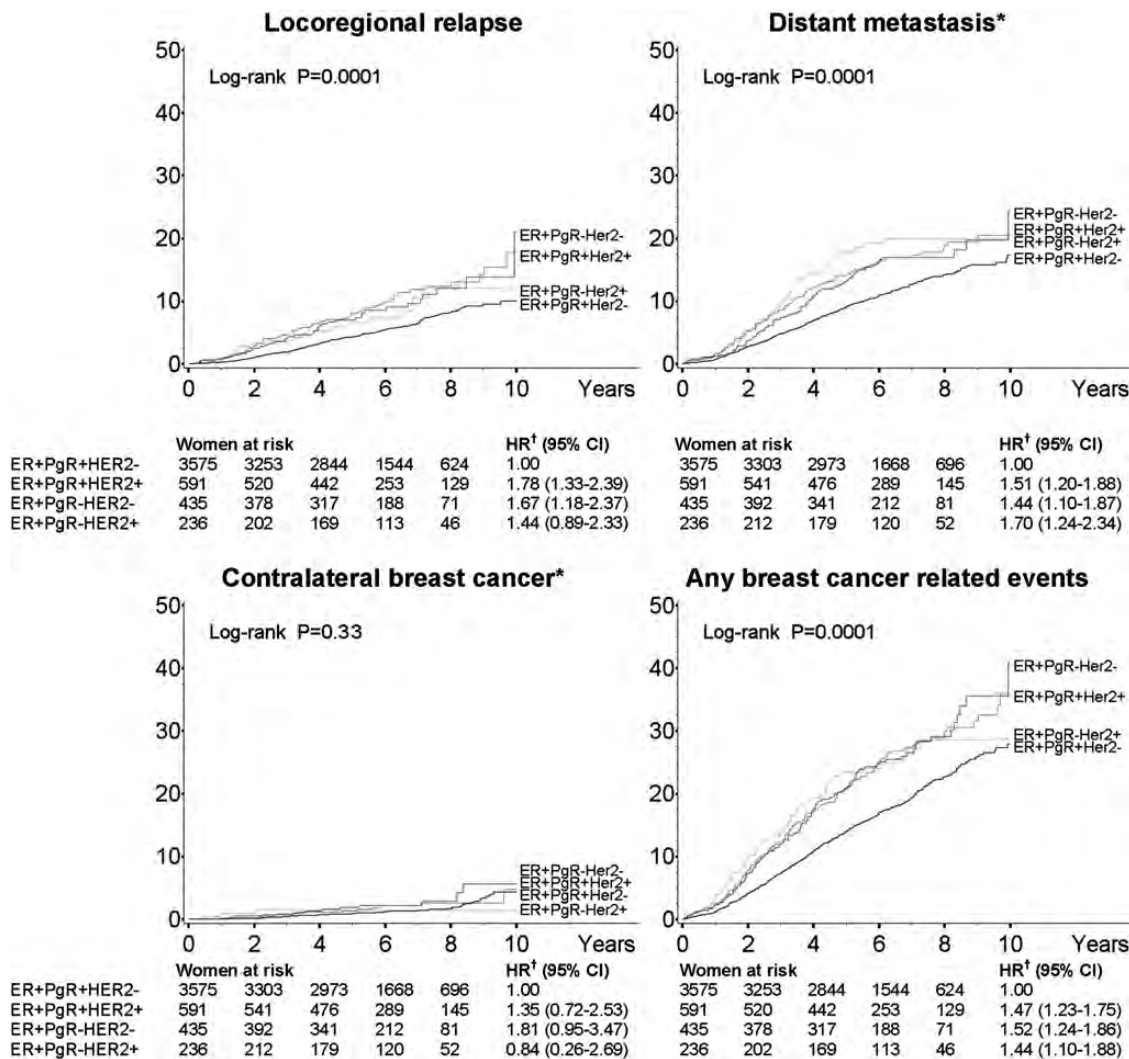 Locoregional relapse
50
Log-rank P=0.0001
40
30
20
10
0
ER+PgR-Her2-
ER+PgR+Her2+
ER+PgR-Her2+
ER+PgR+Her2-
0 2 4 6 8 10 Years
Women at risk HR† (95% CI)
ER+PgR+HER2- 3575 3253 2844 1544 624 1.00
ER+PgR+HER2+ 591 520 442 253 129 1.78 (1.33-2.39)
ER+PgR-HER2- 435 378 317 188 71 1.67 (1.18-2.37)
ER+PgR-HER2+ 236 202 169 113 46 1.44 (0.89-2.33)
Distant metastasis*
50
Log-rank P=0.0001
40
30
20
10
0
ER+PgR-Her2-
ER+PgR+Her2+
ER+PgR-Her2+
ER+PgR+Her2-
0 2 4 6 8 10 Years
Women at risk HR† (95% CI)
3575 3303 2973 1668 696 1.00
591 541 476 289 145 1.51 (1.20-1.88)
435 392 341 212 81 1.44 (1.10-1.87)
236 212 179 120 52 1.70 (1.24-2.34)
Contralateral breast cancer*
50
Log-rank P=0.33
40
30
20
10
0
ER+PgR-Her2-
ER+PgR+Her2+
ER+PgR+Her2-
ER+PgR-Her2+
0 2 4 6 8 10 Years
Women at risk HR† (95% CI)
ER+PgR+HER2- 3575 3303 2973 1668 696 1.00
ER+PgR+HER2+ 591 541 476 289 145 1.35 (0.72-2.53)
ER+PgR-HER2- 435 392 341 212 81 1.81 (0.95-3.47)
ER+PgR-HER2+ 236 212 179 120 52 0.84 (0.26-2.69)
Any breast cancer related events
50
Log-rank P=0.0001
40
30
20
10
0
ER+PgR-Her2-
ER+PgR+Her2+
ER+PgR-Her2+
ER+PgR+Her2-
0 2 4 6 8 10 Years
Women at risk HR† (95% CI)
3575 3253 2844 1544 624 1.00
591 520 442 253 129 1.47 (1.23-1.75)
435 378 317 188 71 1.52 (1.24-1.86)
236 202 169 113 46 1.44 (1.10-1.88)